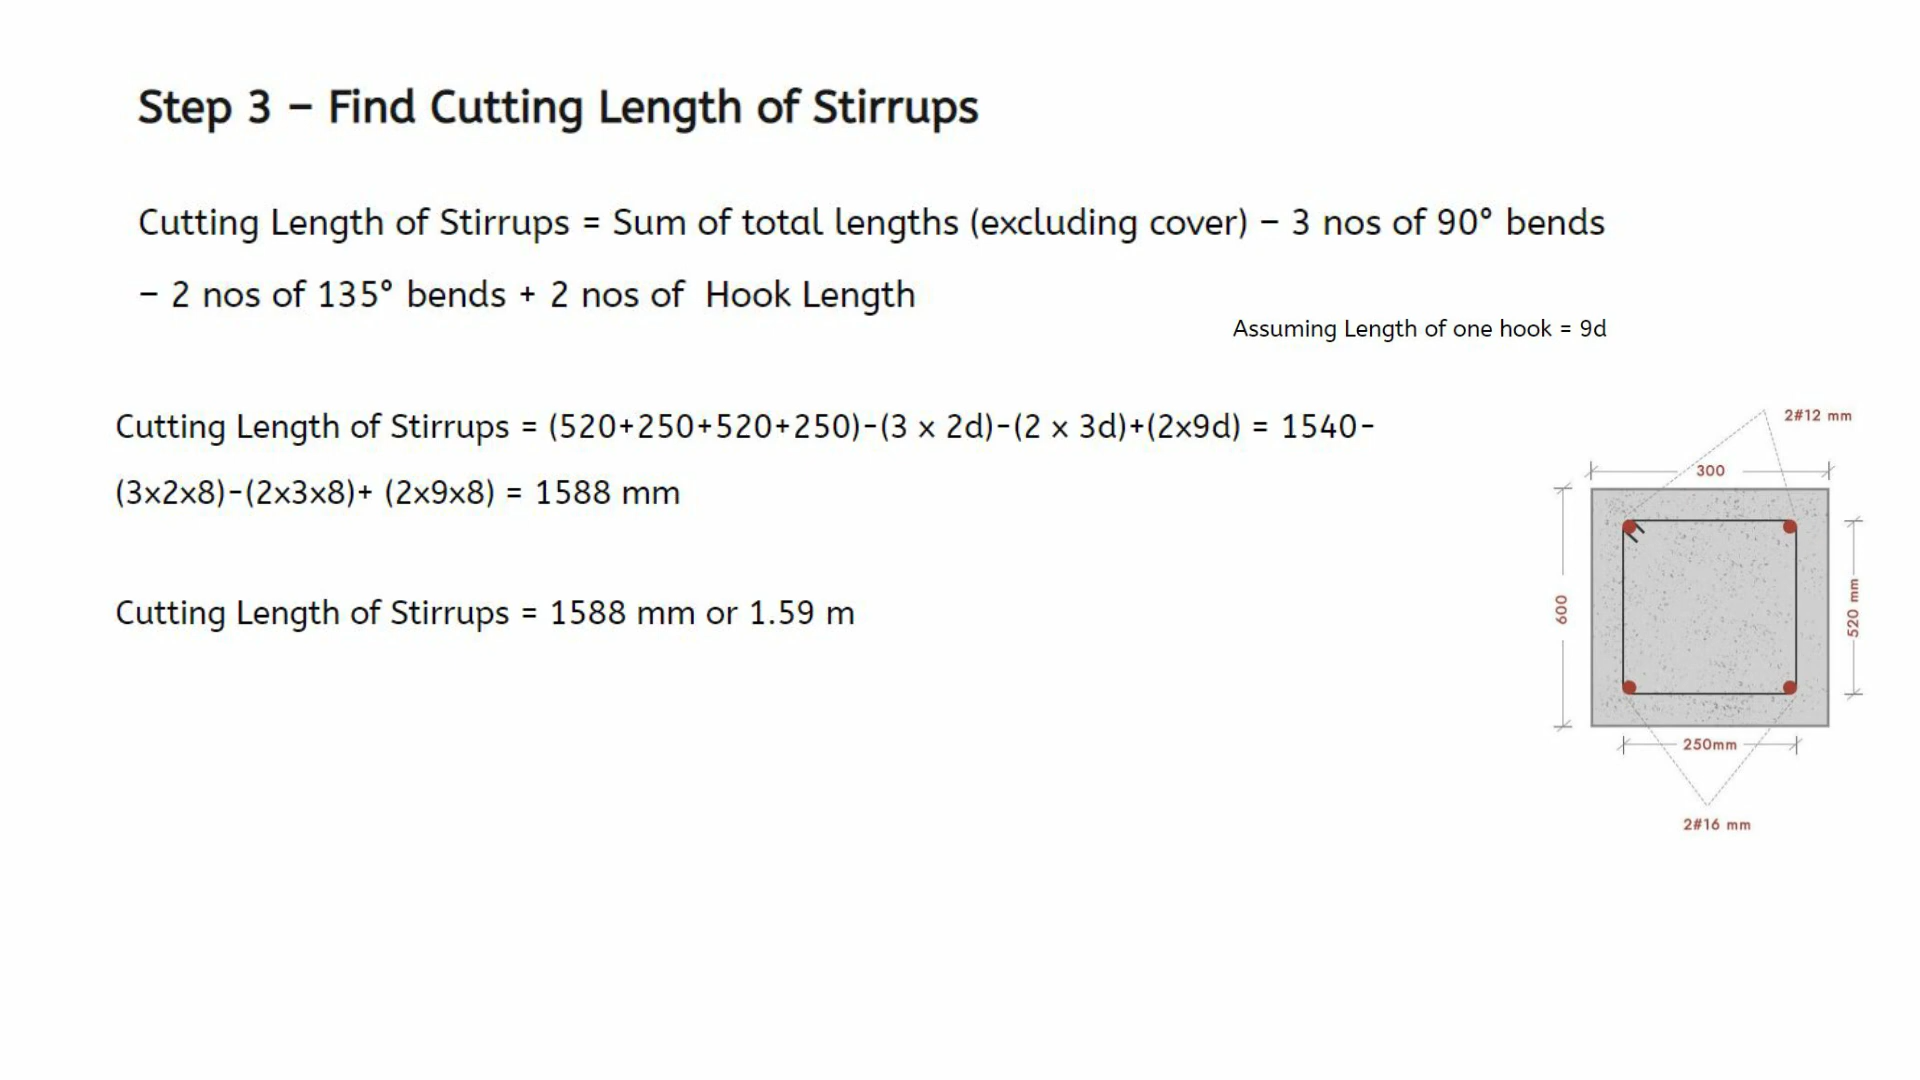 Step 3 – Find Cutting Length of Stirrups
Cutting Length of Stirrups = Sum of total lengths (excluding cover) – 3 nos of 90° bends
– 2 nos of 135° bends + 2 nos of Hook Length
Assuming Length of one hook = 9d
Cutting Length of Stirrups = (520+250+520+250)-(3 x 2d)-(2 x 3d)+(2x9d) = 1540-
(3x2x8)-(2x3x8)+ (2x9x8) = 1588 mm
Cutting Length of Stirrups = 1588 mm or 1.59 m
2#12 mm
300
600
520 mm
250mm
2#16 mm